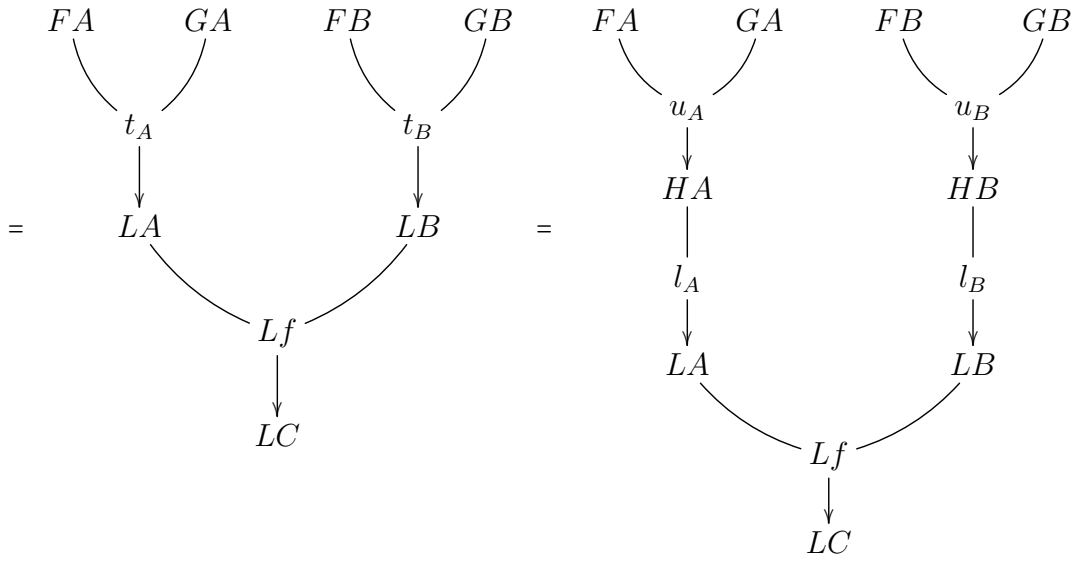 FA GA FB GB FA GA FB GB
u_A u_B
t_A t_B
HA HB
= LA LB =
l_A l_B
Lf
LA LB
LC
Lf
LC